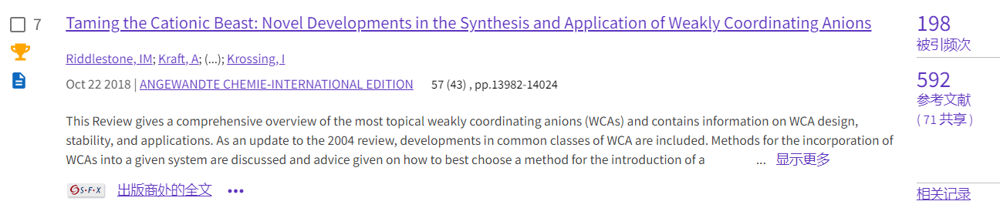 7 Taming the Cationic Beast: Novel Developments in the Synthesis and Application of Weakly Coordinating Anions
Riddlestone, IM; Kraft, A; (...); Krossing, I
Oct 22 2018 | ANGEWANDTE CHEMIE-INTERNATIONAL EDITION 57 (43) , pp.13982-14024
This Review gives a comprehensive overview of the most topical weakly coordinating anions (WCAs) and contains information on WCA design,
stability, and applications. As an update to the 2004 review, developments in common classes of WCA are included. Methods for the incorporation of
WCAs into a given system are discussed and advice given on how to best choose a method for the introduction of a ... 显示更多
S·F·X 出版商处的全文 •••
198
被引频次
592
参考文献
( 71 共享 )
相关记录